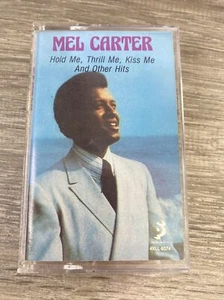 MEL CARTER
Hold Me, Thrill Me, Kiss Me
And Other Hits